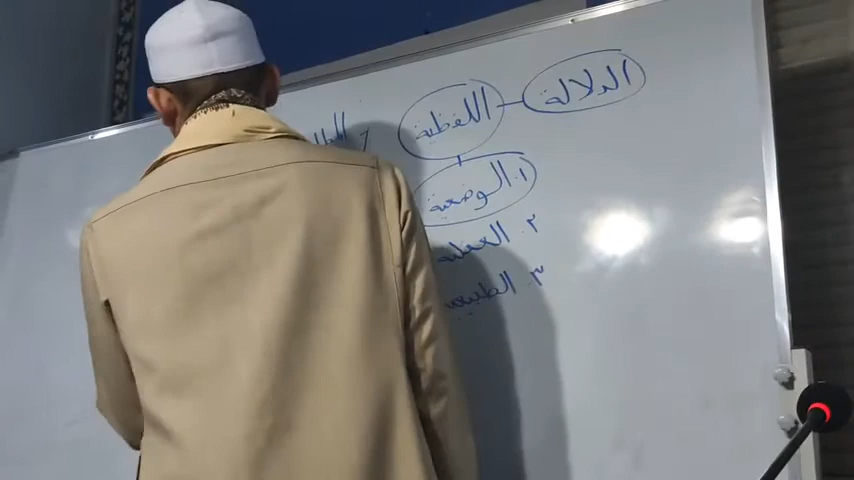 الدلالة
اللفظية
١. الوضعية
٢. العقلية
٣. الطبيعية